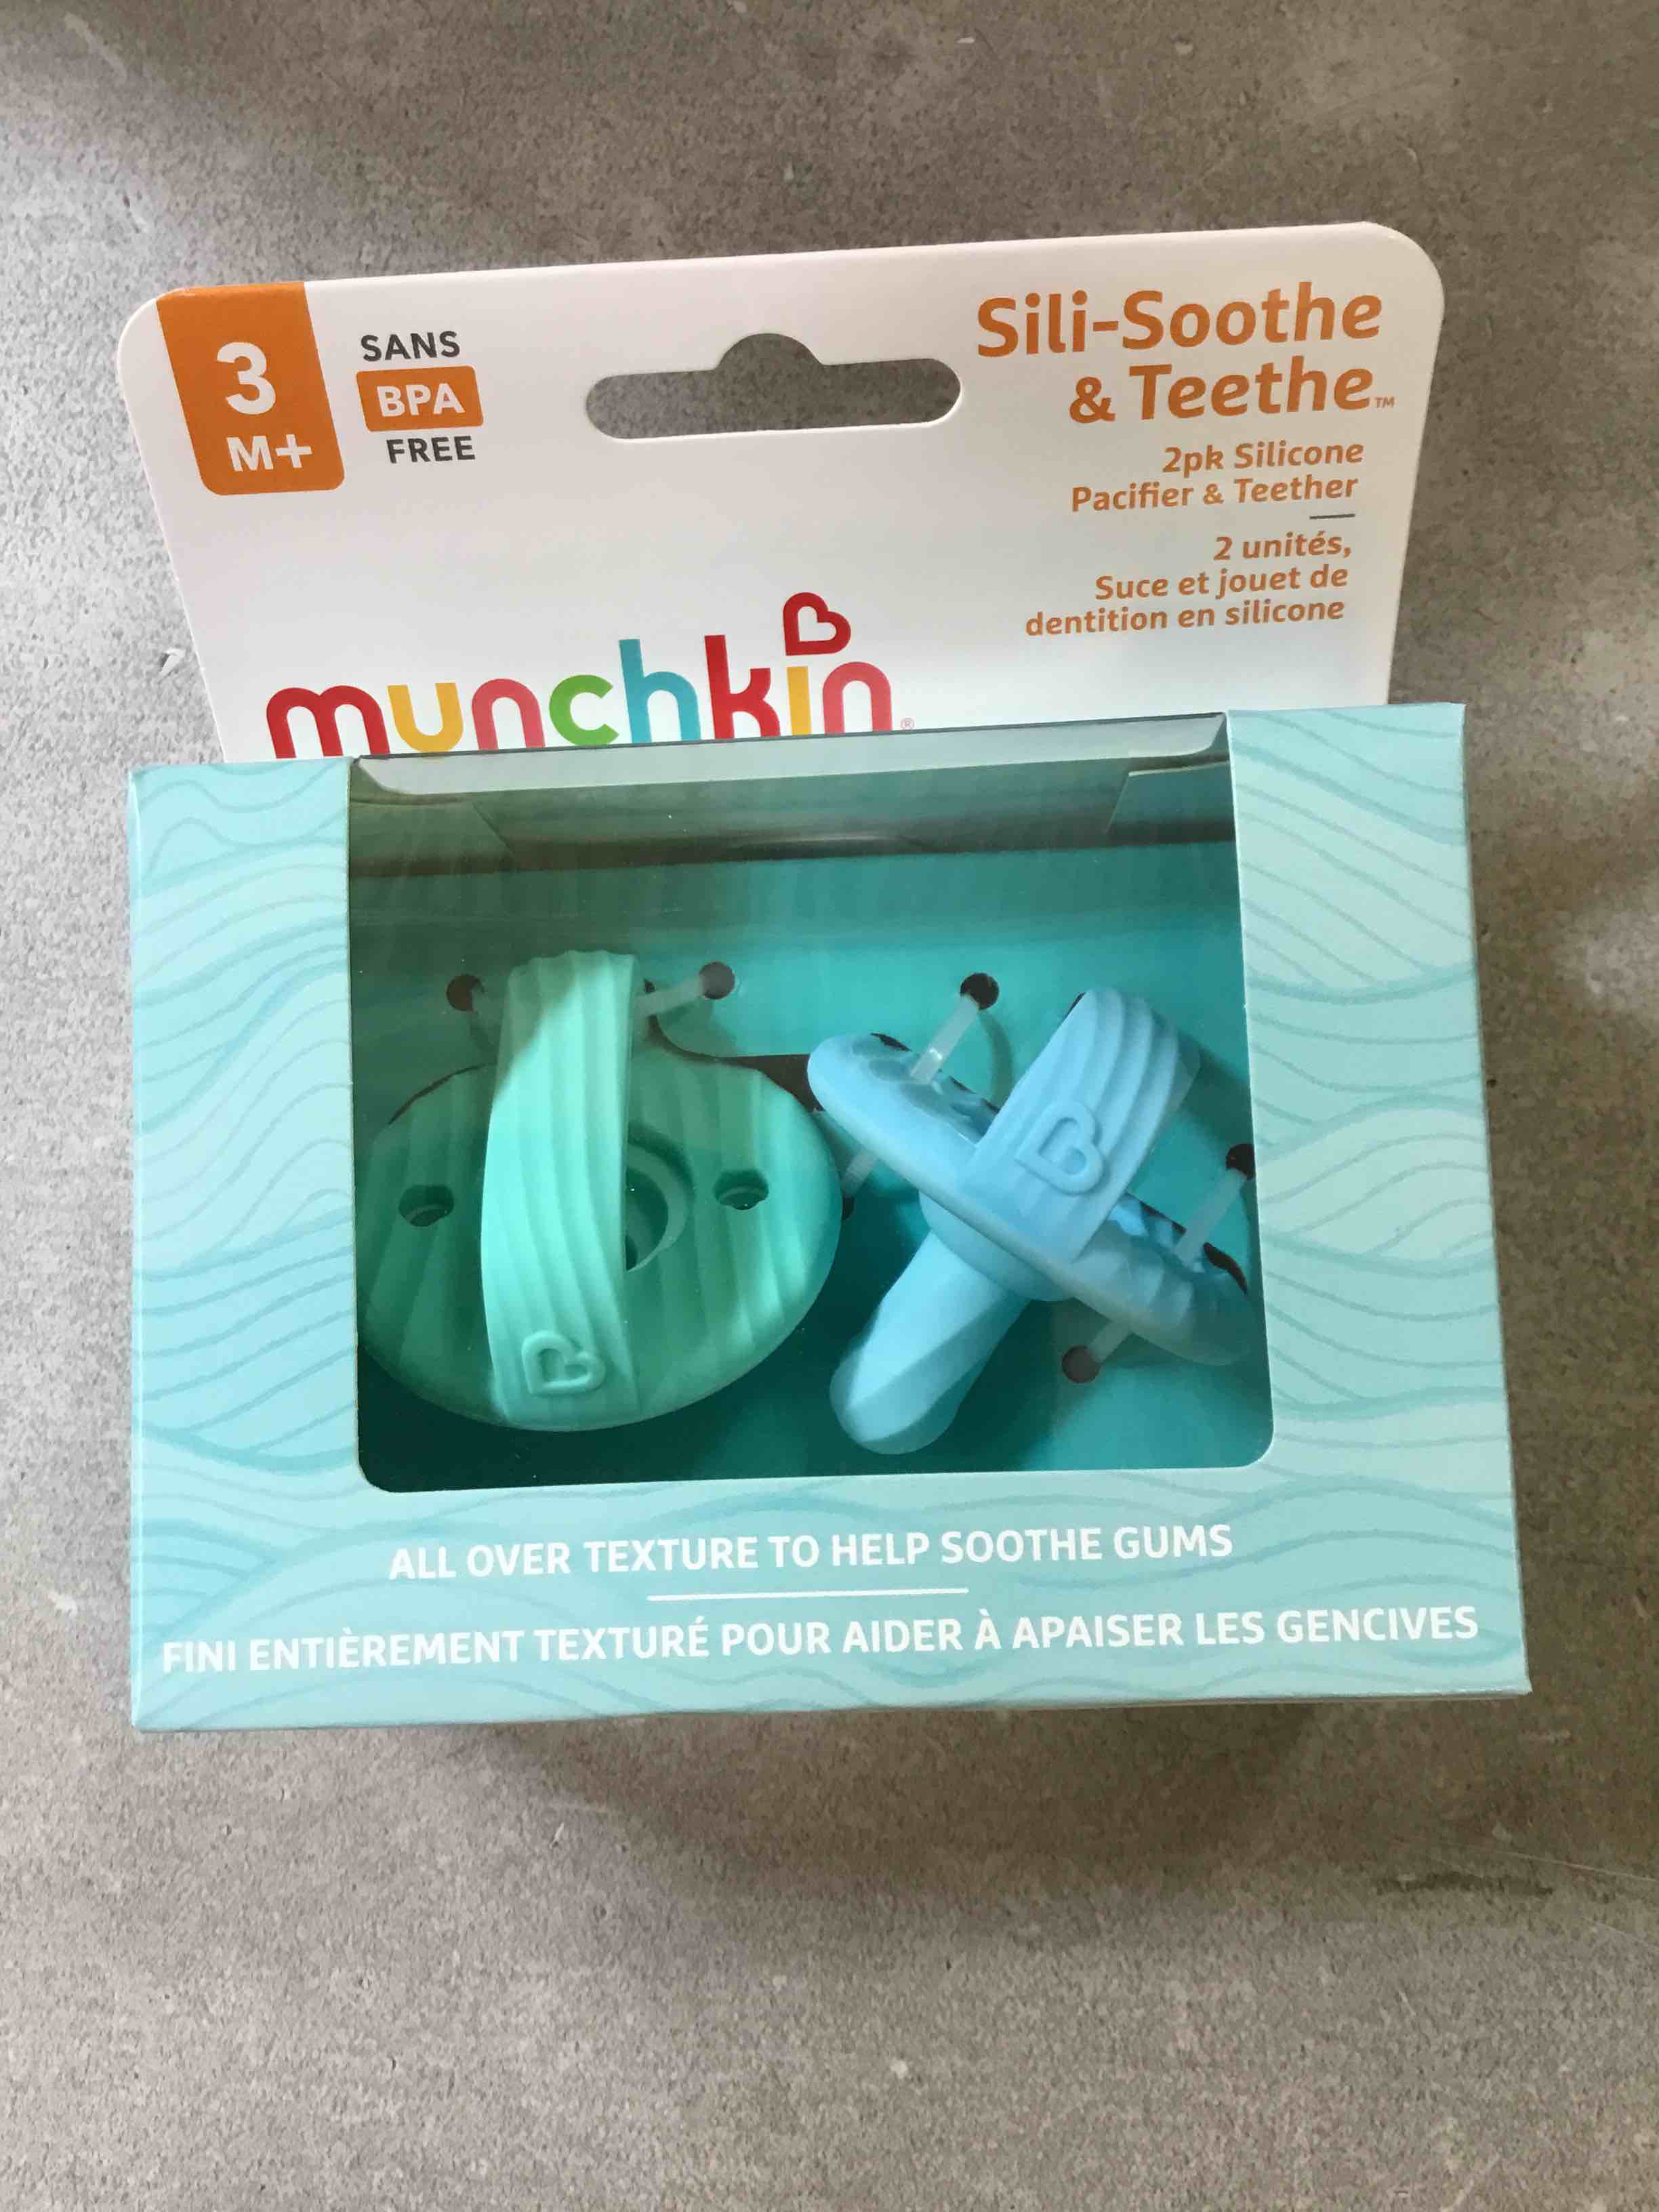 3
M+
SANS
BPA
FREE
Sili-Soothe
& Teethe™
2pk Silicone
Pacifier & Teether
2 unités,
Suce et jouet de
dentition en silicone
munchkin®
ALL OVER TEXTURE TO HELP SOOTHE GUMS
FINI ENTIÈREMENT TEXTURÉ POUR AIDER À APAISER LES GENCIVES